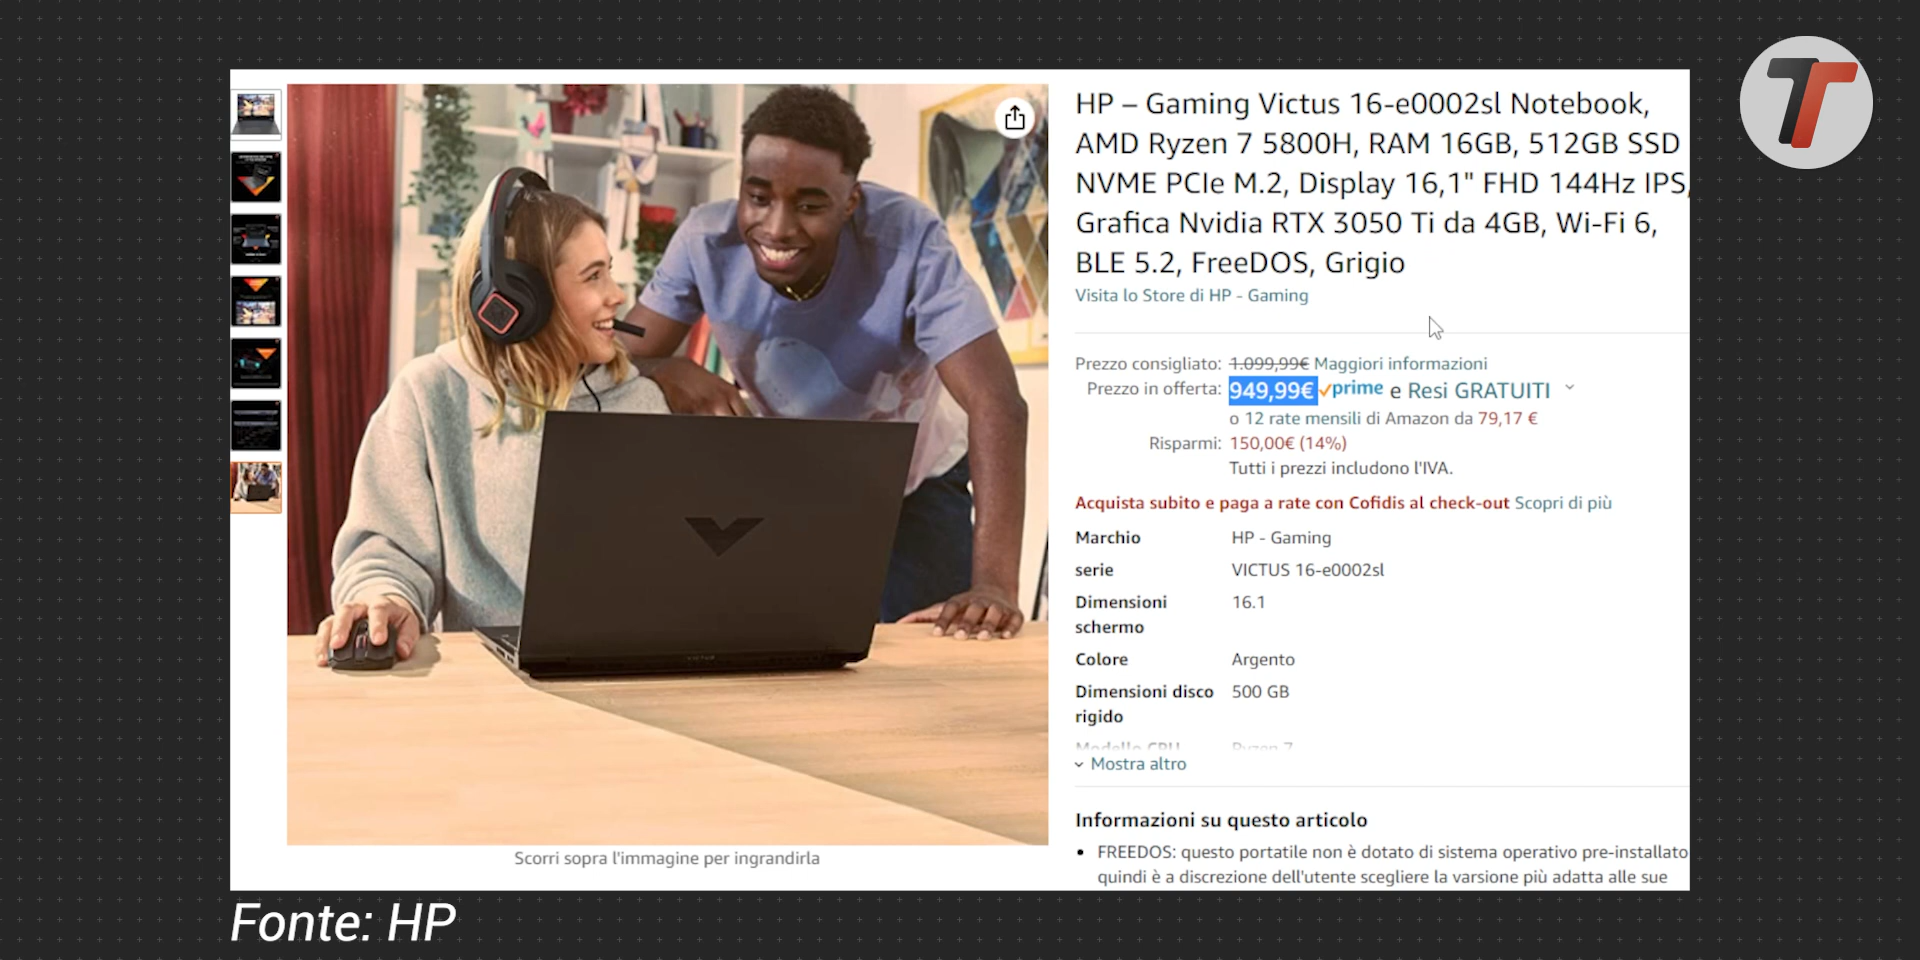 HP – Gaming Victus 16-e0002sl Notebook,
AMD Ryzen 7 5800H, RAM 16GB, 512GB SSD
NVME PCIe M.2, Display 16,1" FHD 144Hz IPS,
Grafica Nvidia RTX 3050 Ti da 4GB, Wi-Fi 6,
BLE 5.2, FreeDOS, Grigio
Visita lo Store di HP - Gaming
Prezzo consigliato: 1.099,99€ Maggiori informazioni
Prezzo in offerta: 949,99€ prime e Resi GRATUITI
o 12 rate mensili di Amazon da 79,17 €
Risparmi: 150,00€ (14%)
Tutti i prezzi includono l'IVA.
Acquista subito e paga a rate con Cofidis al check-out Scopri di più
Marchio HP - Gaming
serie VICTUS 16-e0002sl
Dimensioni schermo 16.1
Colore Argento
Dimensioni disco rigido 500 GB
Modello CPU Ryzen 7
Mostra altro
Informazioni su questo articolo
• FREEDOS: questo portatile non è dotato di sistema operativo pre-installato
quindi è a discrezione dell'utente scegliere la varsione più adatta alle sue
Scorri sopra l'immagine per ingrandirla
Fonte: HP